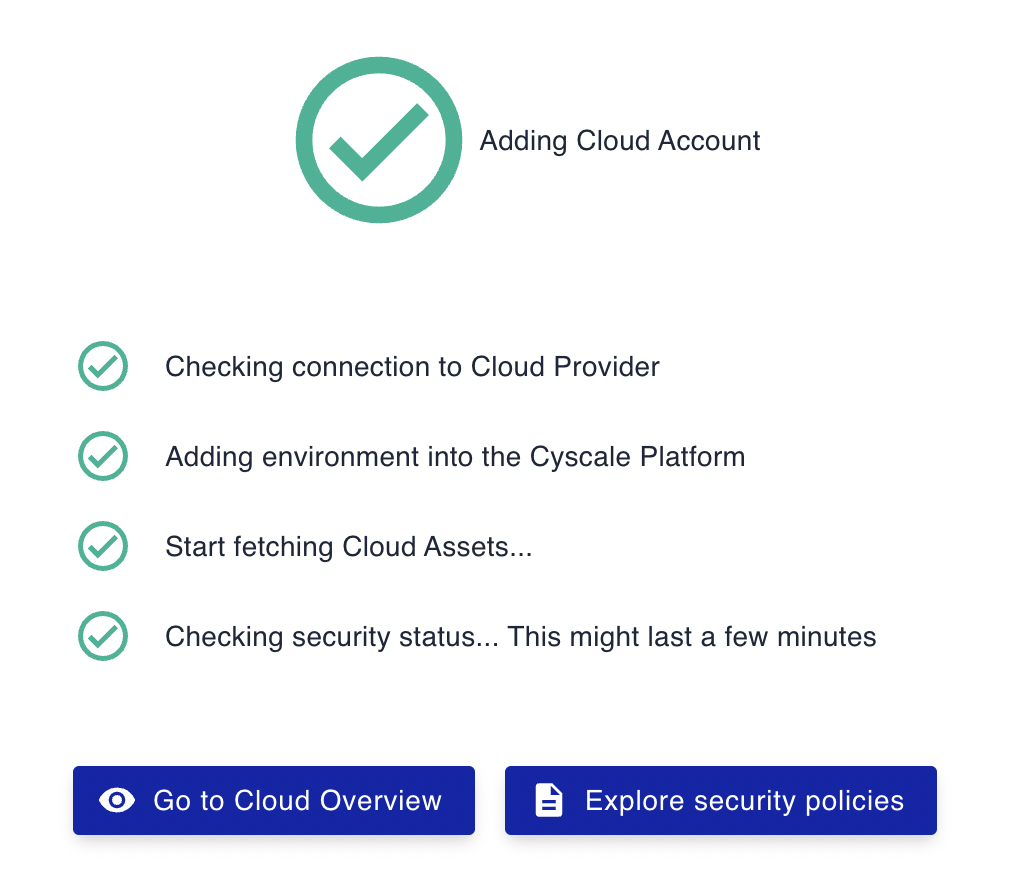 Adding Cloud Account
Checking connection to Cloud Provider
Adding environment into the Cyscale Platform
Start fetching Cloud Assets...
Checking security status... This might last a few minutes
Go to Cloud Overview
Explore security policies